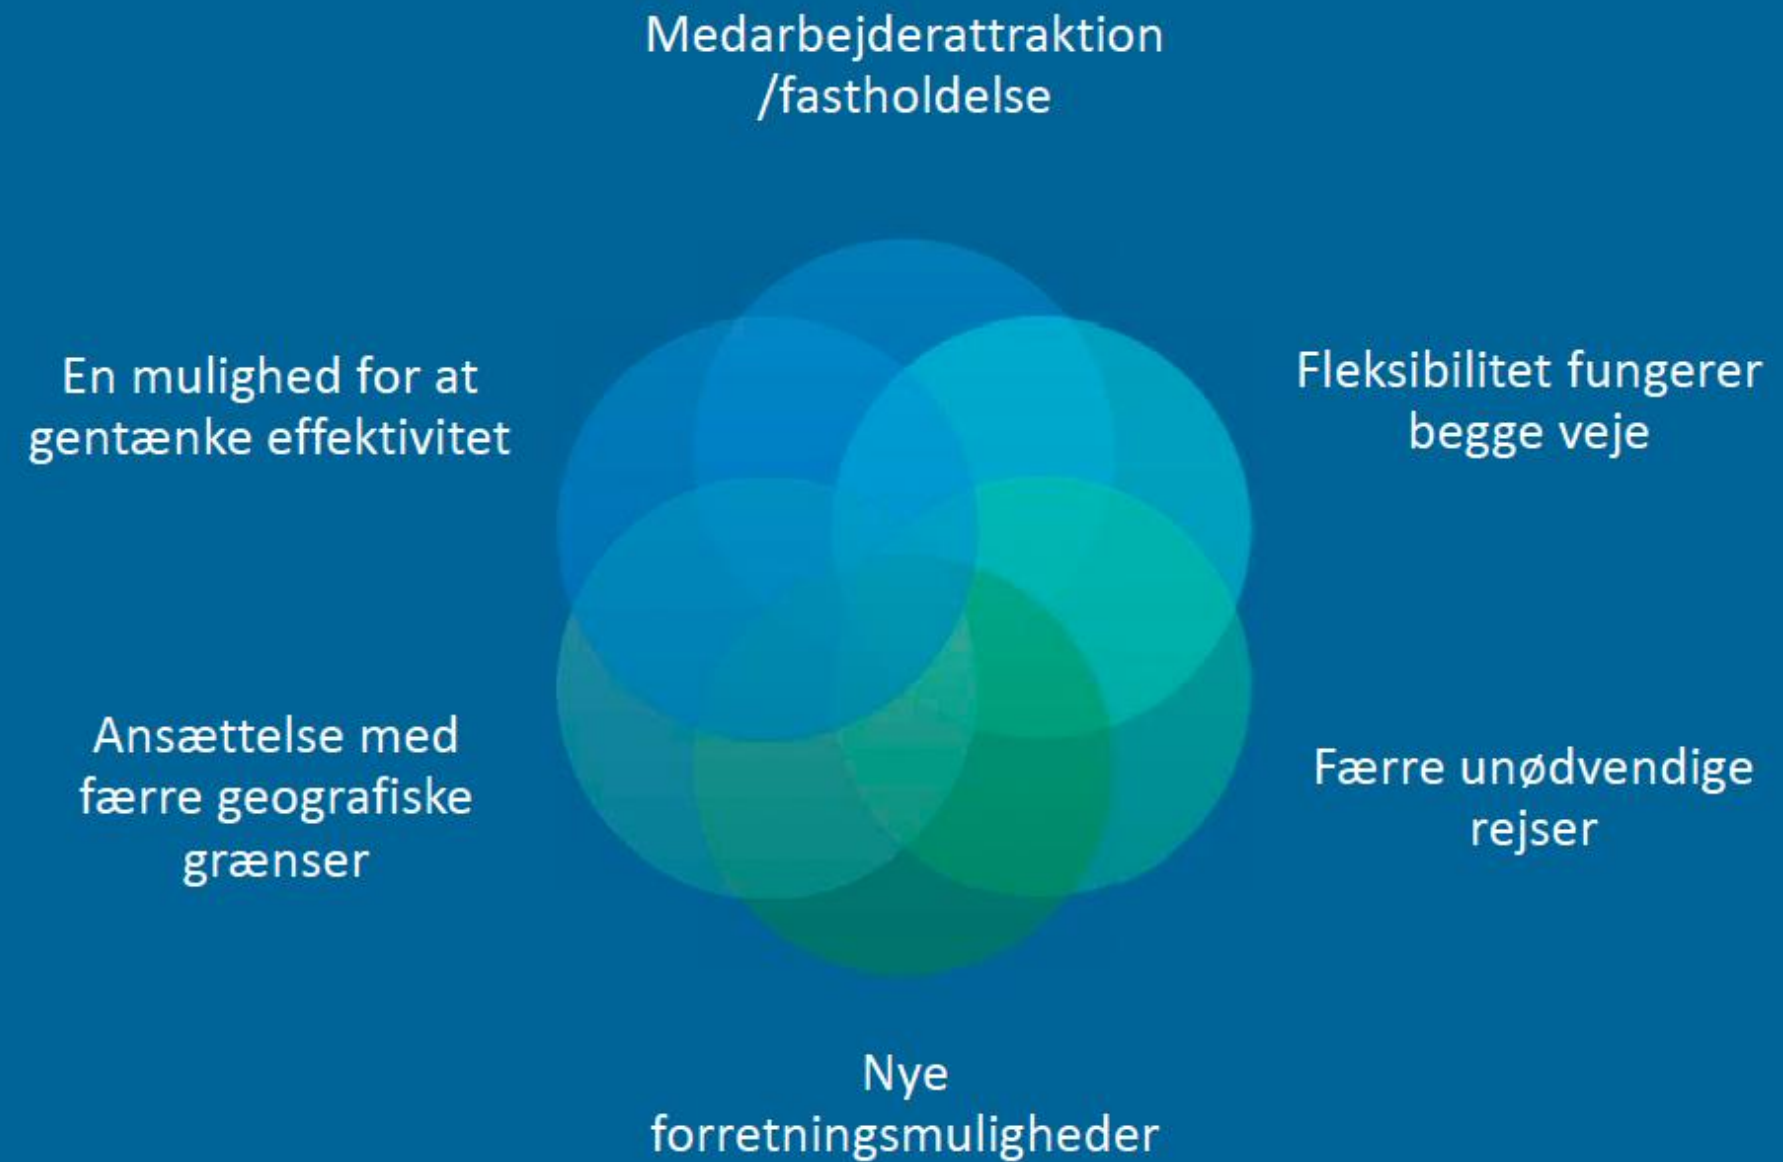 Medarbejderattraktion
/fastholdelse
En mulighed for at
gentænke effektivitet
Fleksibilitet fungerer
begge veje
Ansættelse med
færre geografiske
grænser
Færre unødvendige
rejser
Nye
forretningsmuligheder